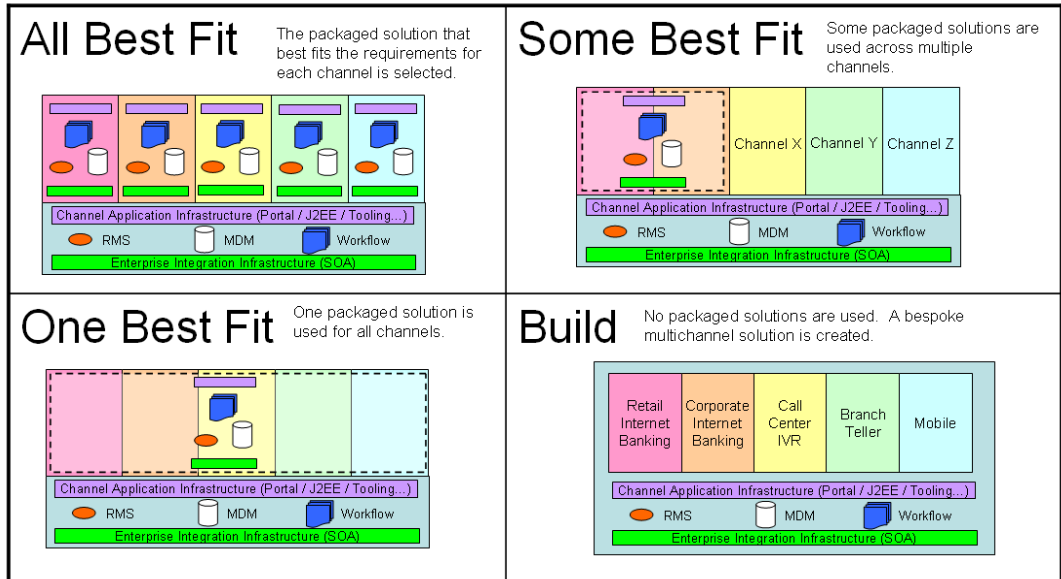 All Best Fit
The packaged solution that
best fits the requirements for
each channel is selected.
Channel Application Infrastructure (Portal / J2EE / Tooling...)
RMS
MDM
Workflow
Enterprise Integration Infrastructure (SOA)
Some Best Fit
Some packaged solutions are
used across multiple
channels.
Channel X
Channel Y
Channel Z
Channel Application Infrastructure (Portal / J2EE / Tooling...)
RMS
MDM
Workflow
Enterprise Integration Infrastructure (SOA)
One Best Fit
One packaged solution is
used for all channels.
Channel Application Infrastructure (Portal / J2EE / Tooling...)
RMS
MDM
Workflow
Enterprise Integration Infrastructure (SOA)
Build
No packaged solutions are used.  A bespoke
multichannel solution is created.
Retail
Internet
Banking
Corporate
Internet
Banking
Call
Center
IVR
Branch
Teller
Mobile
Channel Application Infrastructure (Portal / J2EE / Tooling...)
RMS
MDM
Workflow
Enterprise Integration Infrastructure (SOA)